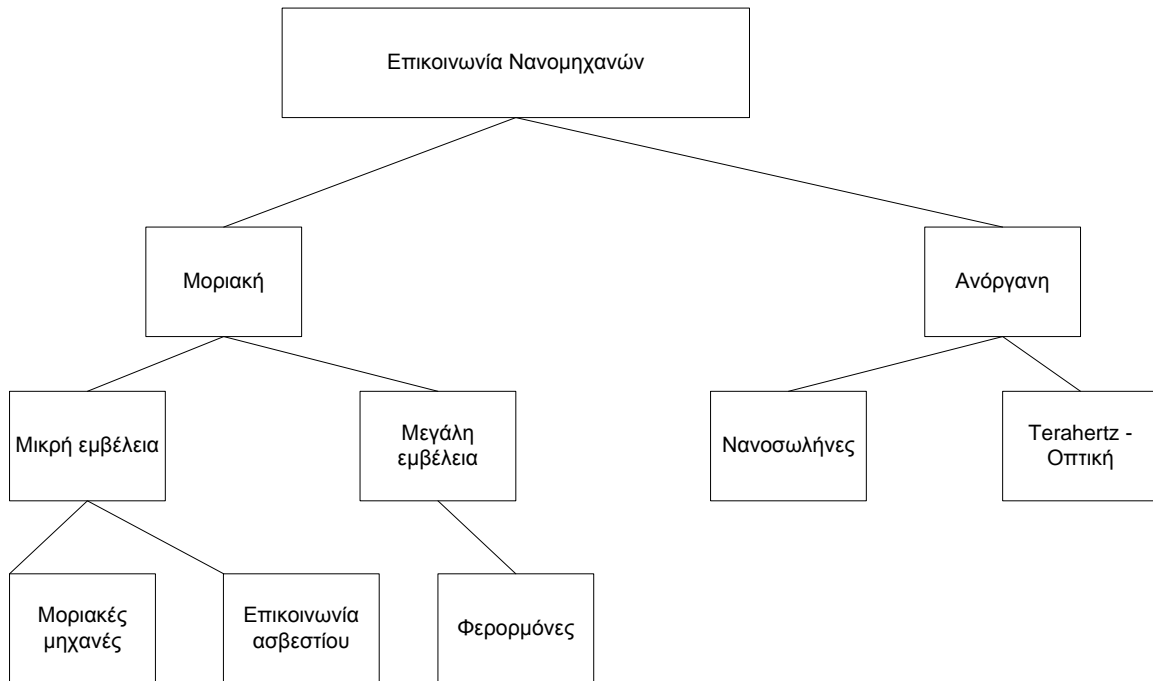 Επικοινωνία Νανομηχανών
Μοριακή
Ανόργανη
Μικρή εμβέλεια
Μεγάλη
εμβέλεια
Νανοσωλήνες
Terahertz -
Οπτική
Μοριακές
μηχανές
Επικοινωνία
ασβεστίου
Φερορμόνες